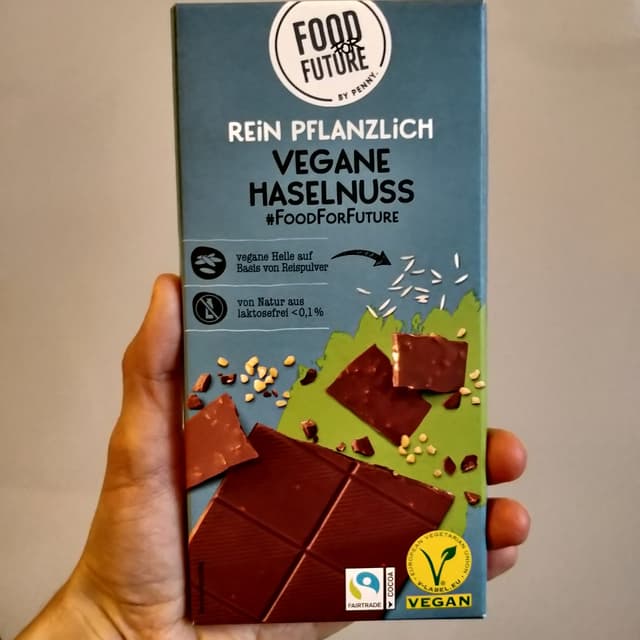 FOOD
FOR
FUTURE
BY PENNY.
REIN PFLANZLICH
VEGANE
HASELNUSS
#FOODFORFUTURE
vegane Helle auf
Basis von Reispulver
von Natur aus
laktosefrei <0,1%
EUROPEAN VEGETARIAN UNION
V-LABEL.EU
VEGAN
FAIRTRADE
COCOA